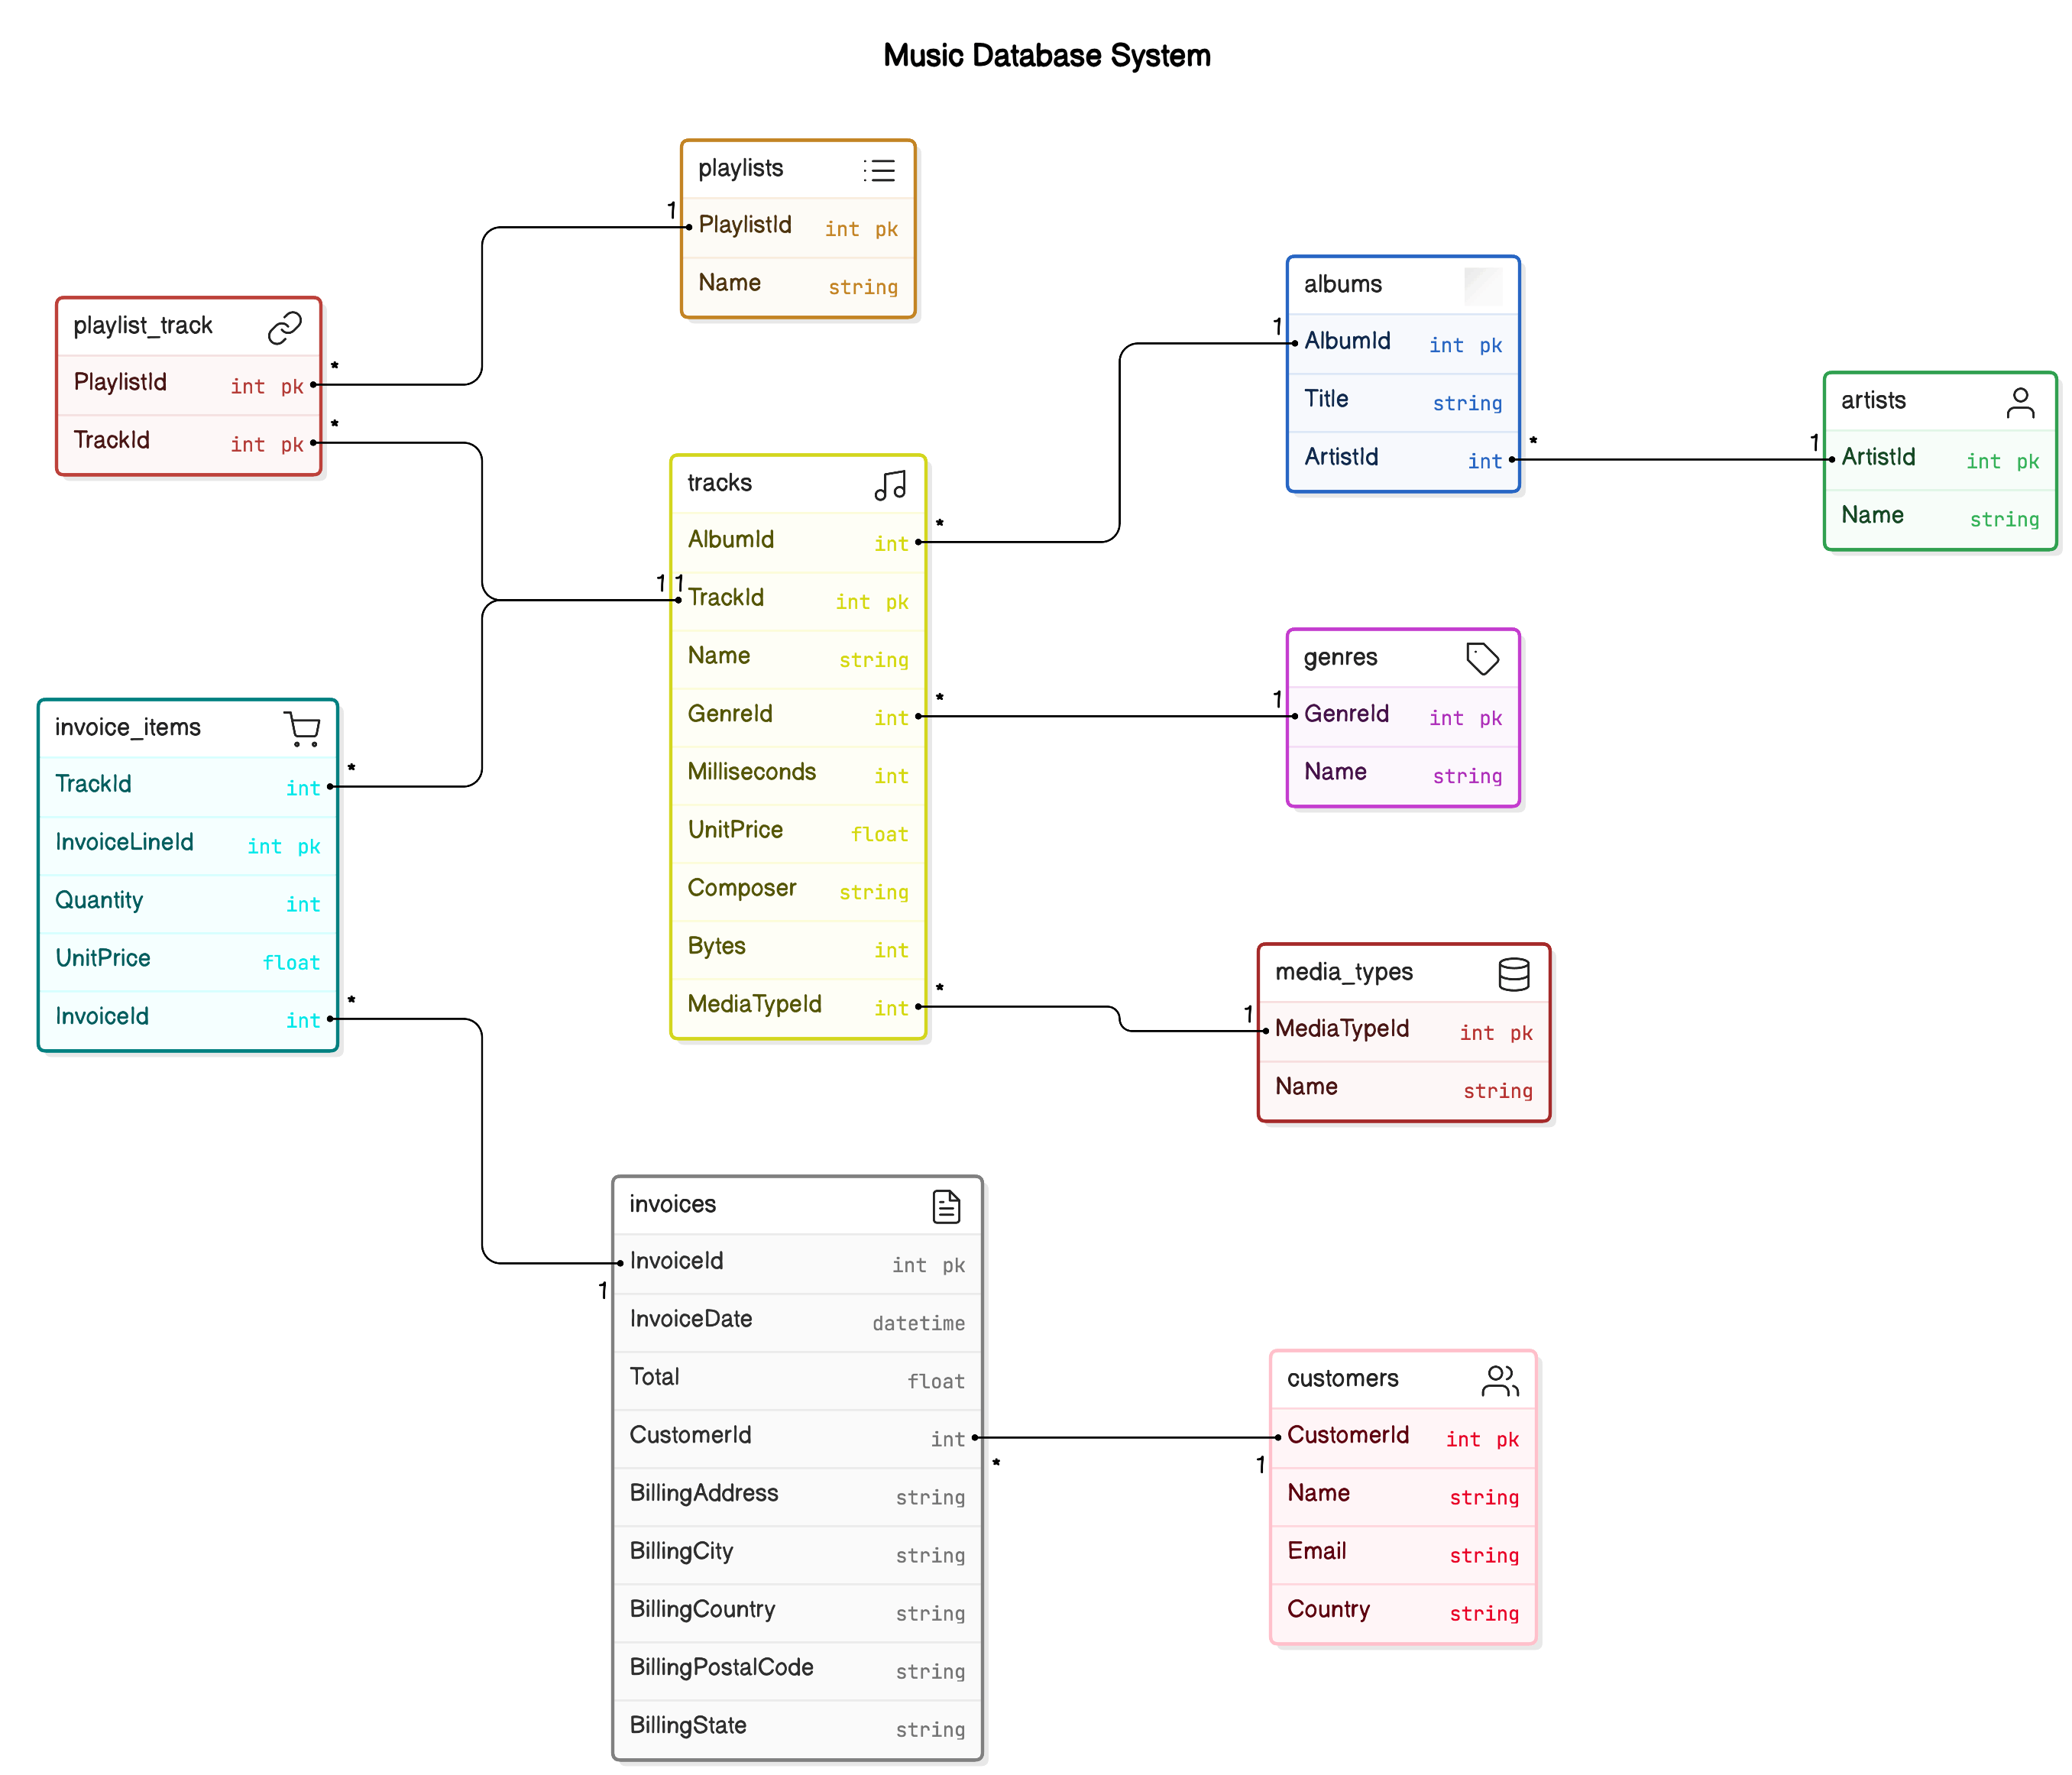 Music Database System
playlists
PlaylistId int pk
Name string
1
playlist_track
PlaylistId int pk
*
TrackId int pk
*
albums
AlbumId int pk
1
Title string
ArtistId int
*
artists
1
ArtistId int pk
Name string
tracks
AlbumId int
*
1 1
TrackId int pk
Name string
GenreId int
*
Milliseconds int
UnitPrice float
Composer string
Bytes int
MediaTypeId int
*
genres
1
GenreId int pk
Name string
invoice_items
TrackId int
*
InvoiceLineId int pk
Quantity int
UnitPrice float
InvoiceId int
*
media_types
1
MediaTypeId int pk
Name string
invoices
InvoiceId int pk
1
InvoiceDate datetime
Total float
CustomerId int
*
BillingAddress string
BillingCity string
BillingCountry string
BillingPostalCode string
BillingState string
customers
CustomerId int pk
1
Name string
Email string
Country string